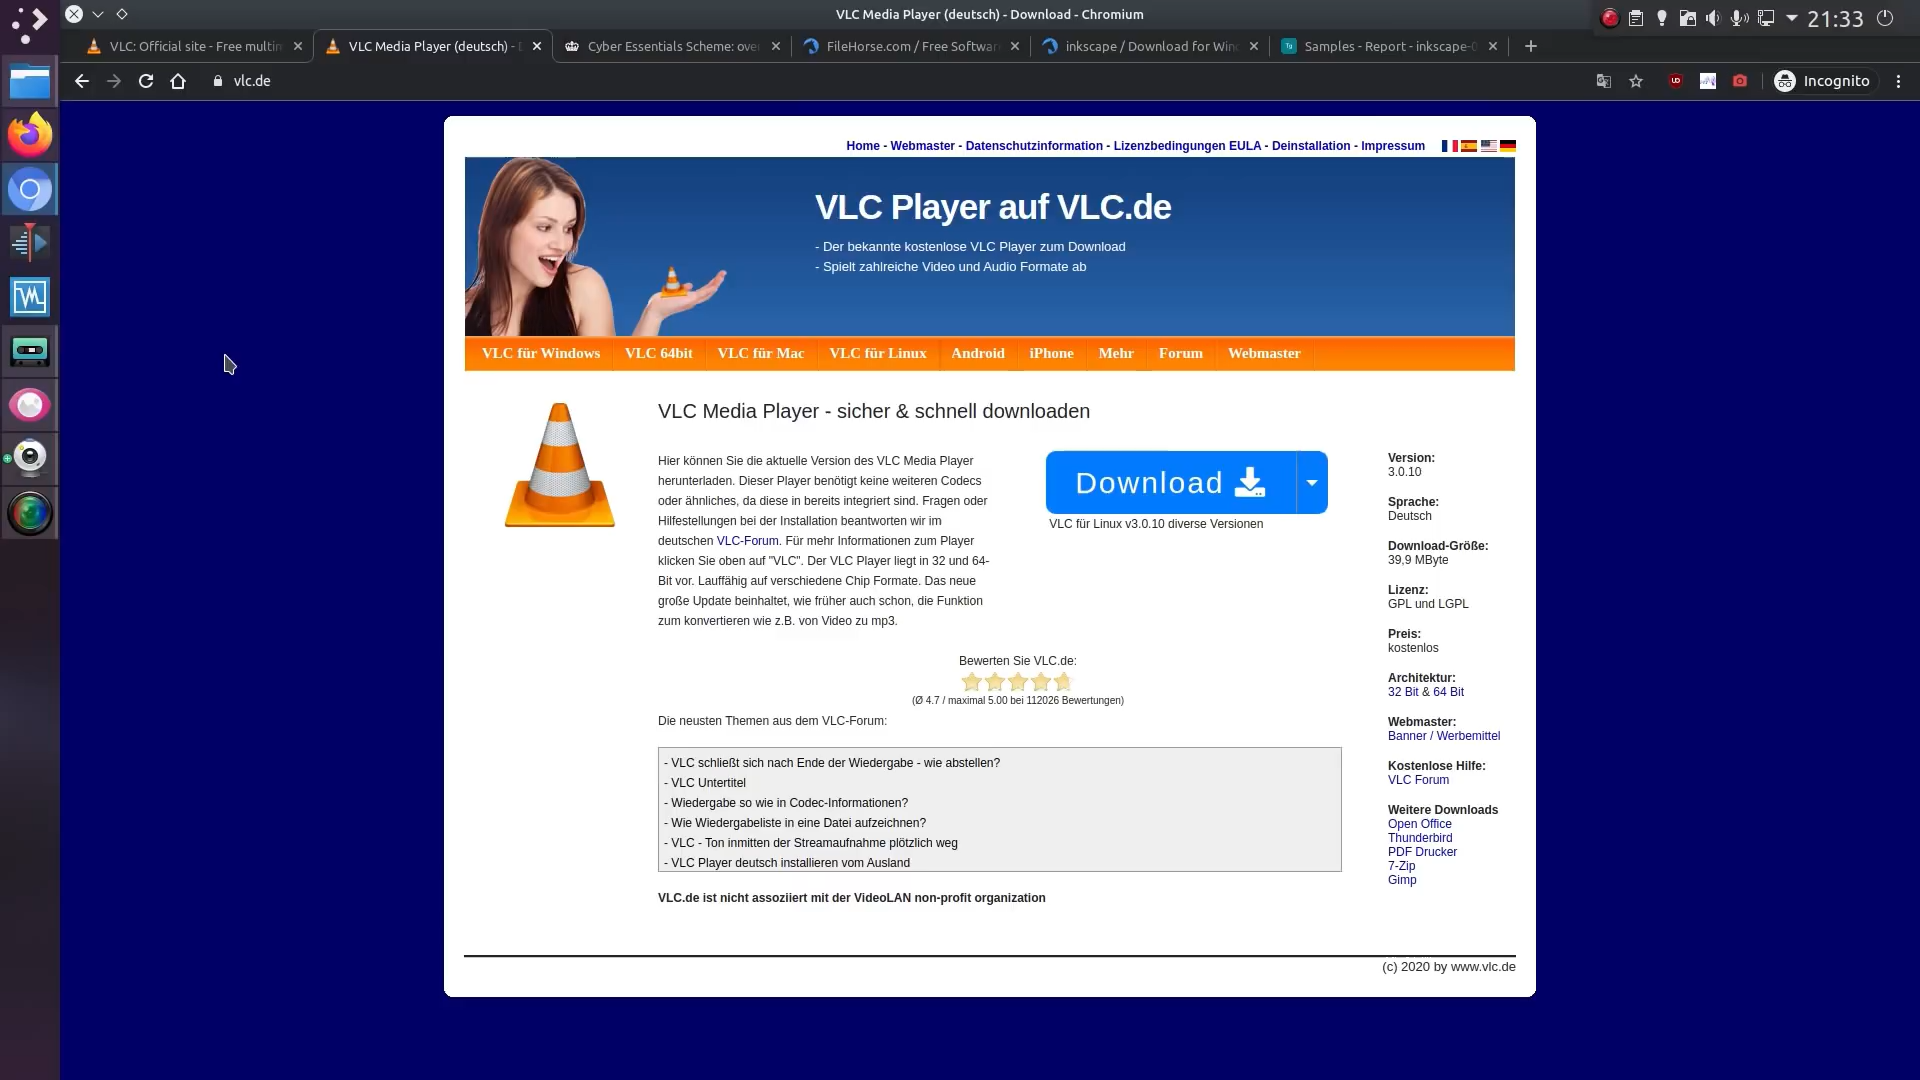 VLC Media Player (deutsch) - Download - Chromium
21:33
VLC: Official site - Free multim
VLC Media Player (deutsch) - D
Cyber Essentials Scheme: over
FileHorse.com / Free Software
inkscape / Download for Wind
Samples - Report - inkscape-0
vlc.de
Incognito
Home - Webmaster - Datenschutzinformation - Lizenzbedingungen EULA - Deinstallation - Impressum
VLC Player auf VLC.de
- Der bekannte kostenlose VLC Player zum Download
- Spielt zahlreiche Video und Audio Formate ab
VLC für Windows VLC 64bit VLC für Mac VLC für Linux Android iPhone Mehr Forum Webmaster
VLC Media Player - sicher & schnell downloaden
Hier können Sie die aktuelle Version des VLC Media Player
herunterladen. Dieser Player benötigt keine weiteren Codecs
oder ähnliches, da diese in bereits integriert sind. Fragen oder
Hilfestellungen bei der Installation beantworten wir im
deutschen VLC-Forum. Für mehr Informationen zum Player
klicken Sie oben auf "VLC". Der VLC Player liegt in 32 und 64-
Bit vor. Lauffähig auf verschiedene Chip Formate. Das neue
große Update beinhaltet, wie früher auch schon, die Funktion
zum konvertieren wie z.B. von Video zu mp3.
Download
VLC für Linux v3.0.10 diverse Versionen
Bewerten Sie VLC.de:
(Ø 4.7 / maximal 5.00 bei 112026 Bewertungen)
Die neusten Themen aus dem VLC-Forum:
- VLC schließt sich nach Ende der Wiedergabe - wie abstellen?
- VLC Untertitel
- Wiedergabe so wie in Codec-Informationen?
- Wie Wiedergabeliste in eine Datei aufzeichnen?
- VLC - Ton inmitten der Streamaufnahme plötzlich weg
- VLC Player deutsch installieren vom Ausland
VLC.de ist nicht assoziiert mit der VideoLAN non-profit organization
Version:
3.0.10
Sprache:
Deutsch
Download-Größe:
39,9 MByte
Lizenz:
GPL und LGPL
Preis:
kostenlos
Architektur:
32 Bit & 64 Bit
Webmaster:
Banner / Werbemittel
Kostenlose Hilfe:
VLC Forum
Weitere Downloads
Open Office
Thunderbird
PDF Drucker
7-Zip
Gimp
(c) 2020 by www.vlc.de